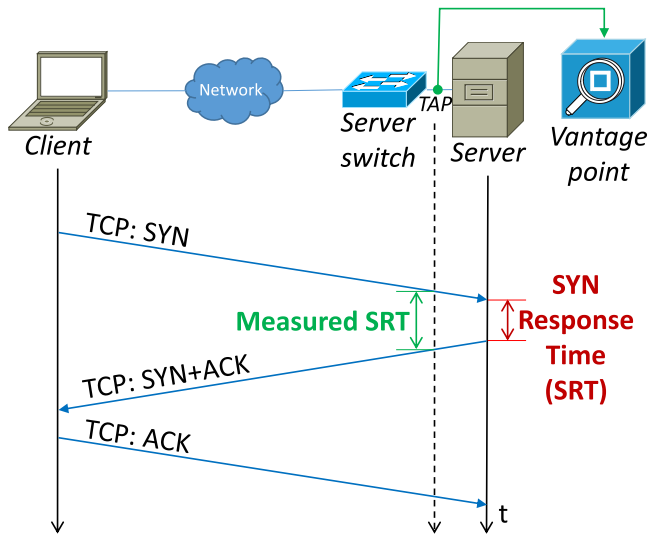 Network
TAP
Client
Server
switch
Server
Vantage
point
TCP: SYN
SYN
Response
Time
(SRT)
Measured SRT
TCP: SYN+ACK
TCP: ACK
t